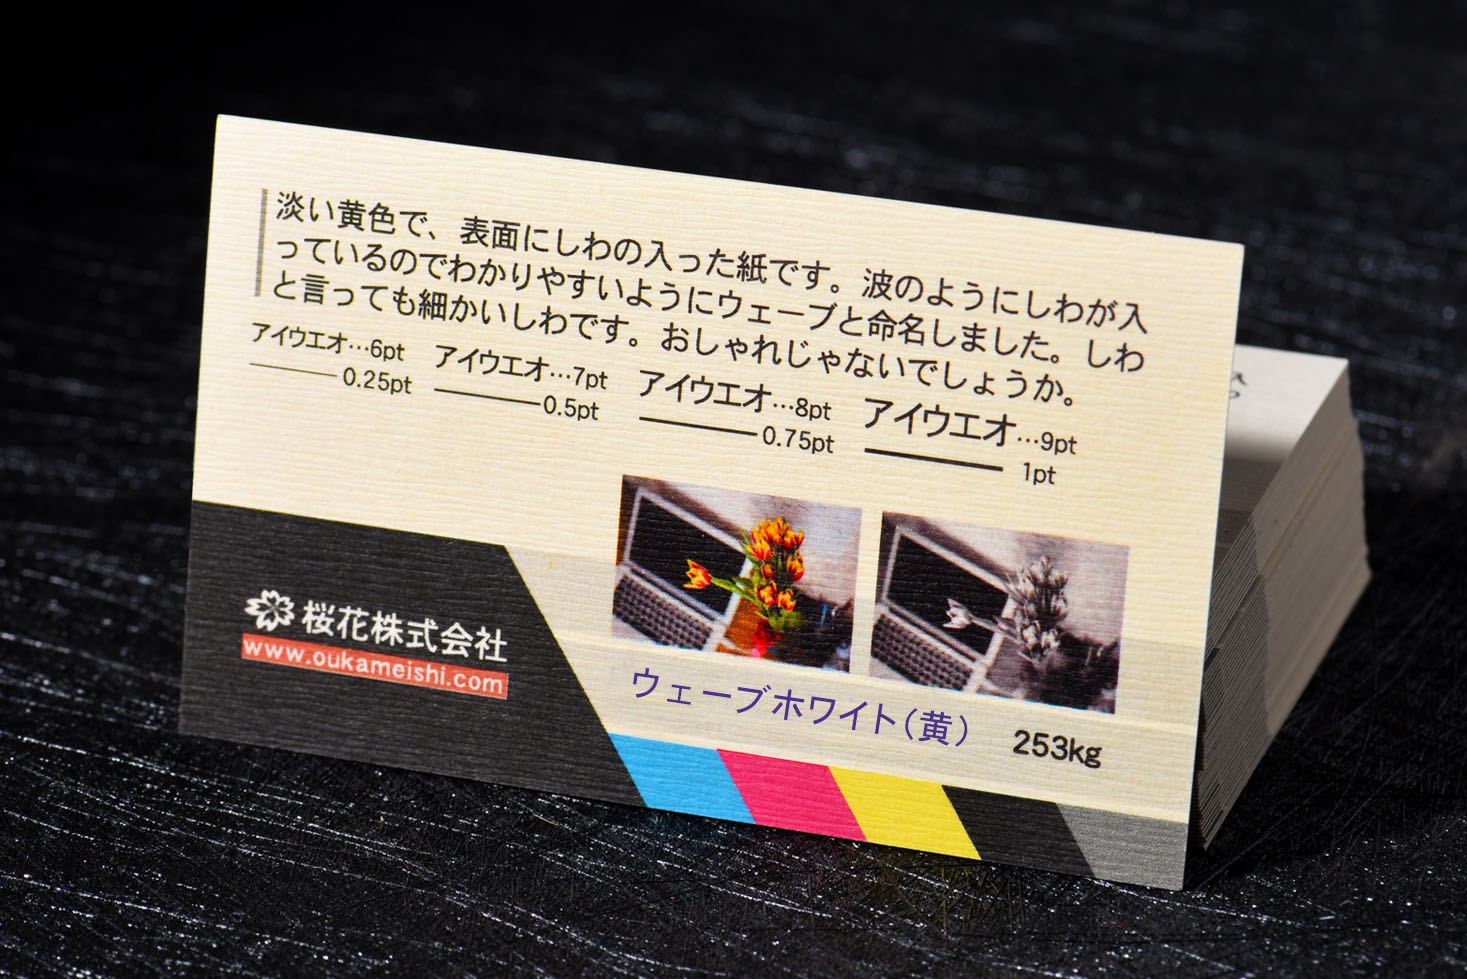 淡い黄色で、表面にしわの入った紙です。波のようにしわが入
っているのでわかりやすいようにウェーブと命名しました。しわ
と言っても細かいしわです。おしゃれじゃないでしょうか。
アイウエオ…6pt アイウエオ…7pt アイウエオ…8pt アイウエオ…9pt
0.25pt 0.5pt 0.75pt 1pt
桜花株式会社
www.oukameishi.com
ウェーブホワイト（黄） 253kg